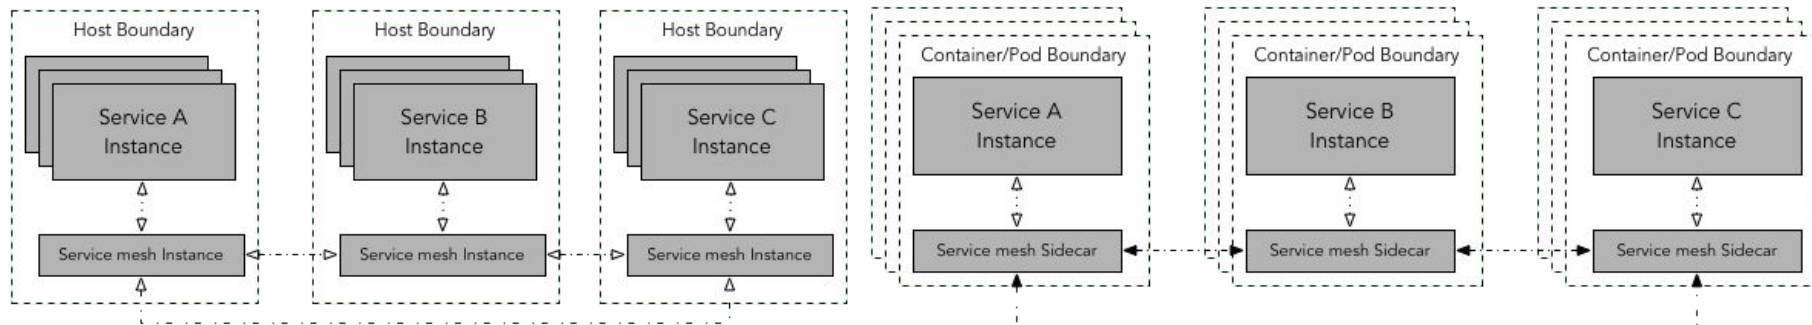 Host Boundary
Service A
Instance
Service mesh Instance
Host Boundary
Service B
Instance
Service mesh Instance
Host Boundary
Service C
Instance
Service mesh Instance
Container/Pod Boundary
Service A
Instance
Service mesh Sidecar
Container/Pod Boundary
Service B
Instance
Service mesh Sidecar
Container/Pod Boundary
Service C
Instance
Service mesh Sidecar